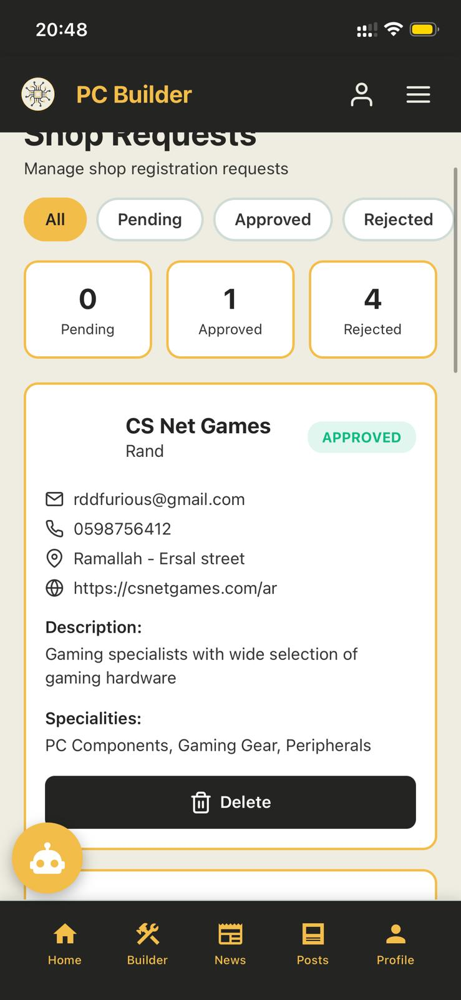 20:48
PC Builder
Shop Requests
Manage shop registration requests
All
Pending
Approved
Rejected
0
Pending
1
Approved
4
Rejected
CS Net Games
Rand
APPROVED
rddfurious@gmail.com
0598756412
Ramallah - Ersal street
https://csnetgames.com/ar
Description:
Gaming specialists with wide selection of
gaming hardware
Specialities:
PC Components, Gaming Gear, Peripherals
Delete
Home
Builder
News
Posts
Profile